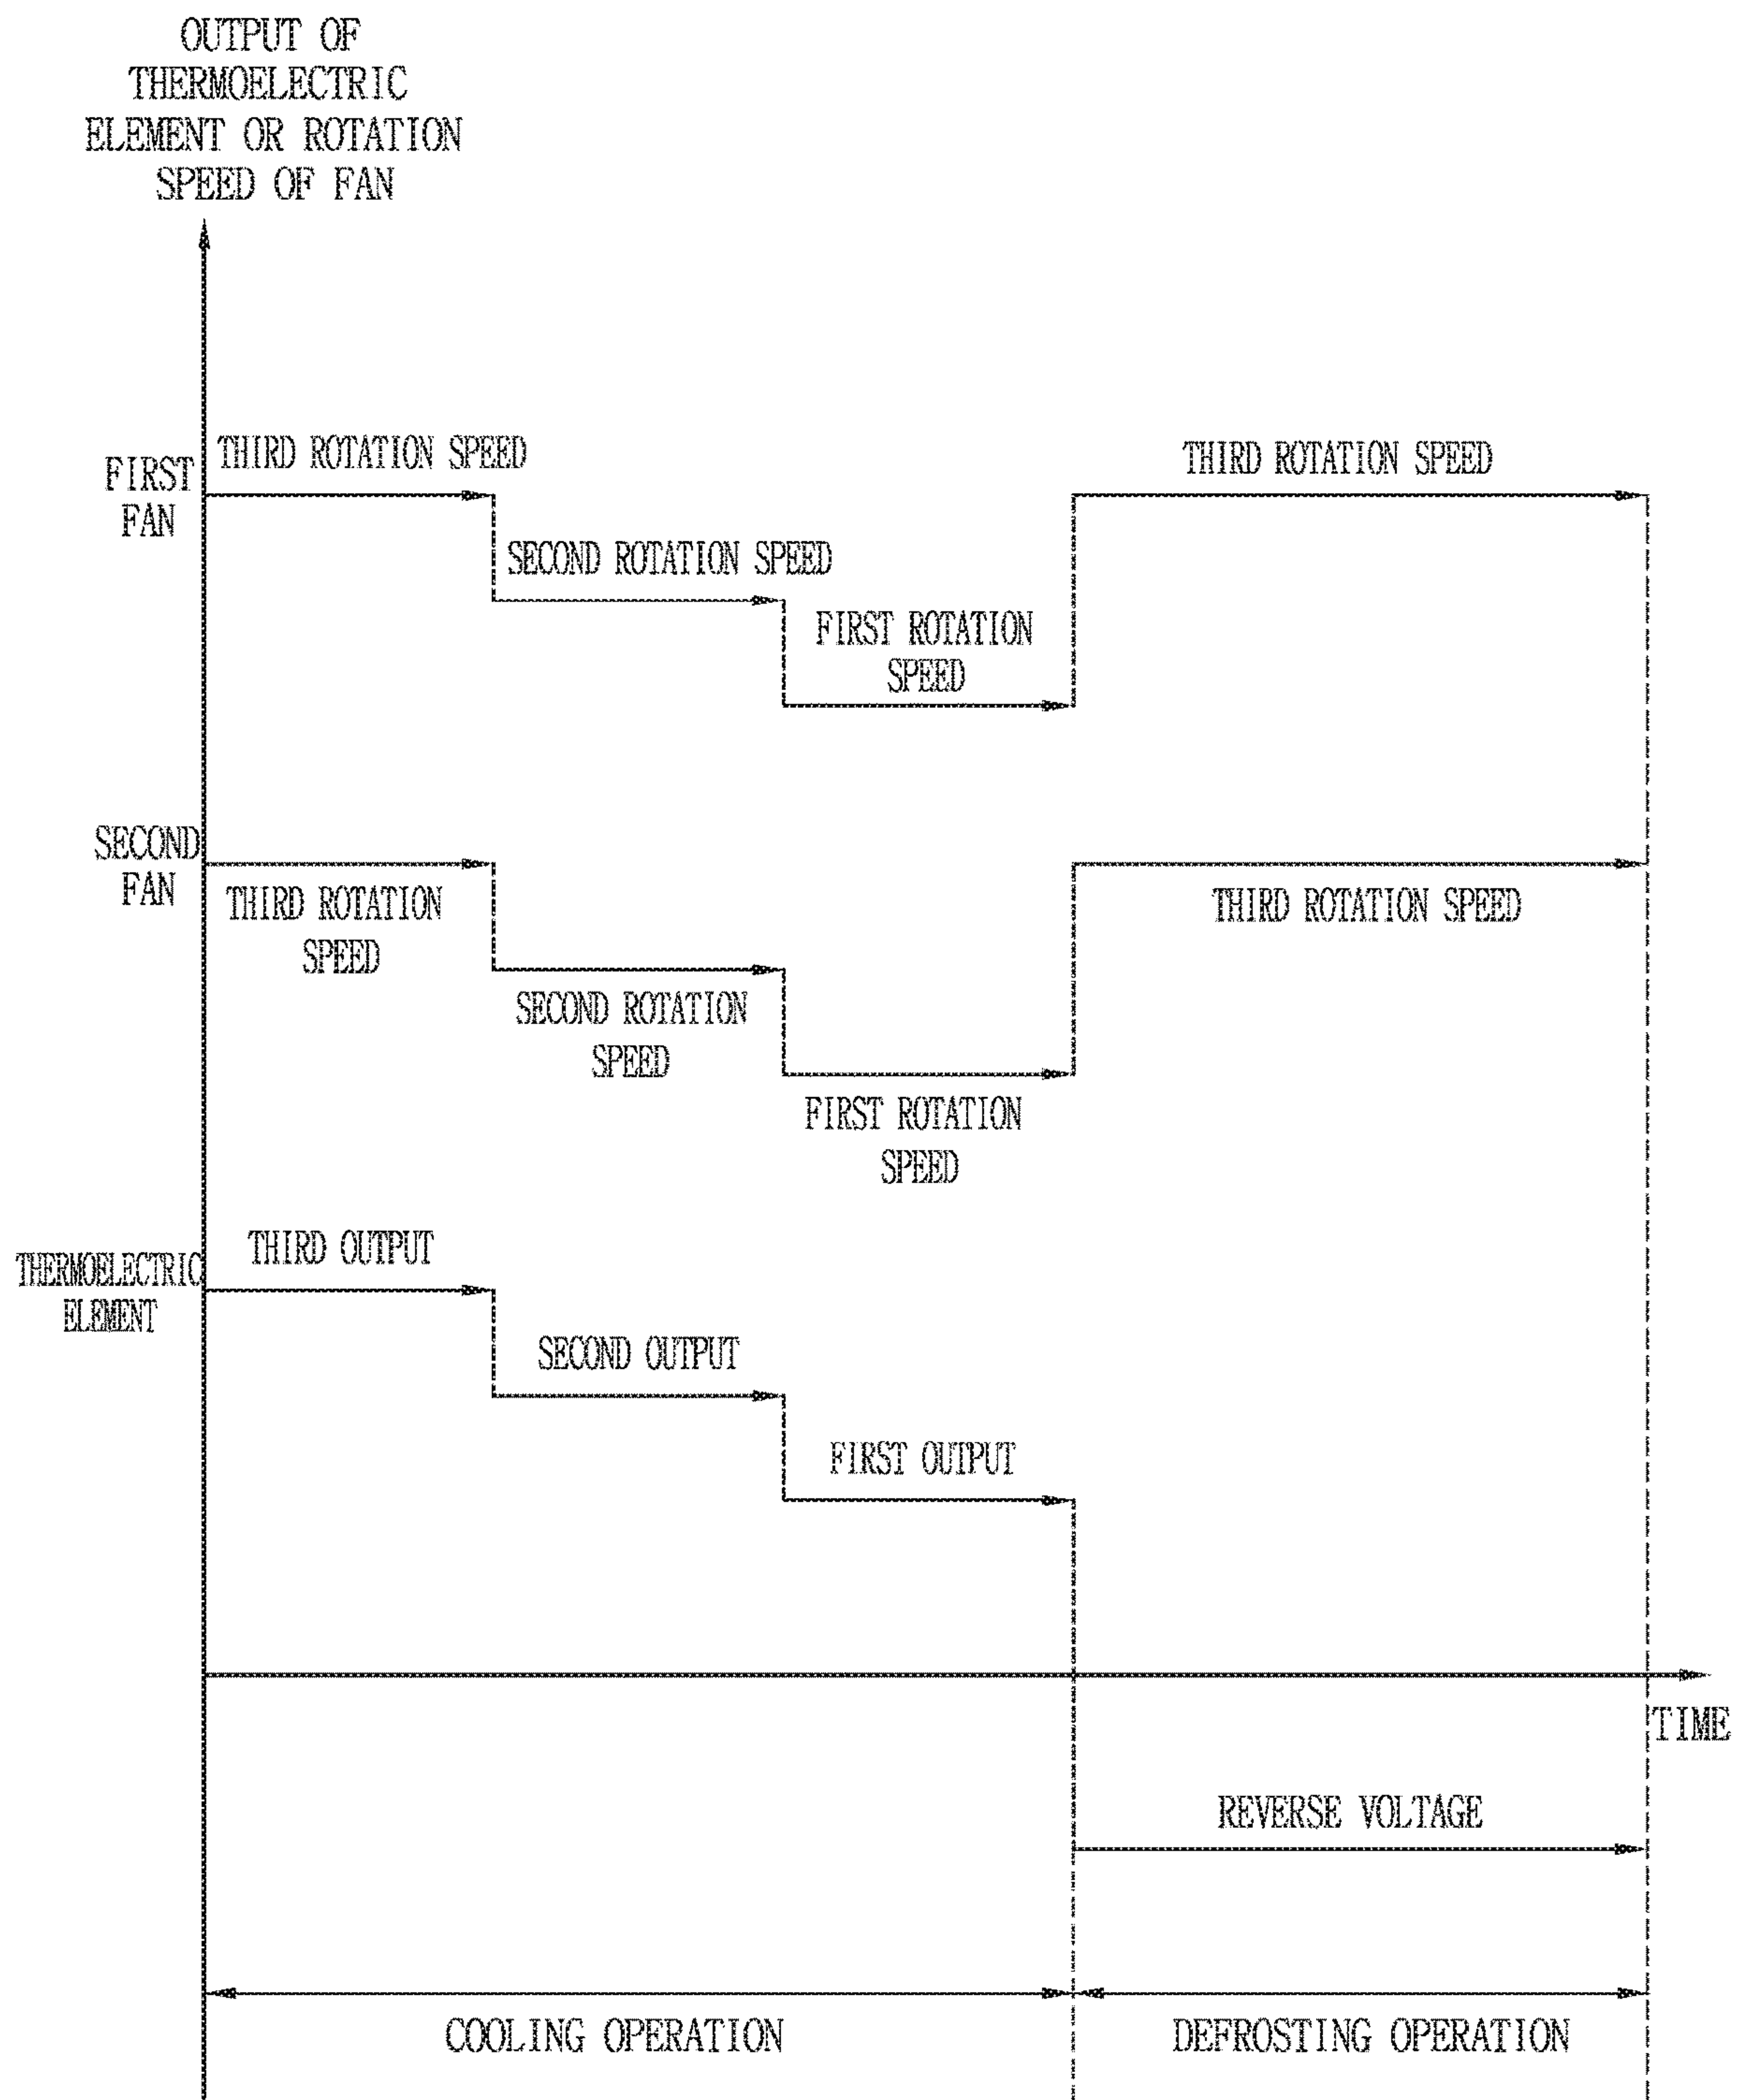 OUTPUT OF
THERMOELECTRIC
ELEMENT OR ROTATION
SPEED OF FAN
FIRST
FAN
THIRD ROTATION SPEED
SECOND ROTATION SPEED
FIRST ROTATION
SPEED
THIRD ROTATION SPEED
SECOND
FAN
THIRD ROTATION
SPEED
SECOND ROTATION
SPEED
FIRST ROTATION
SPEED
THIRD ROTATION SPEED
THERMOELECTRIC
ELEMENT
THIRD OUTPUT
SECOND OUTPUT
FIRST OUTPUT
TIME
REVERSE VOLTAGE
COOLING OPERATION
DEFROSTING OPERATION